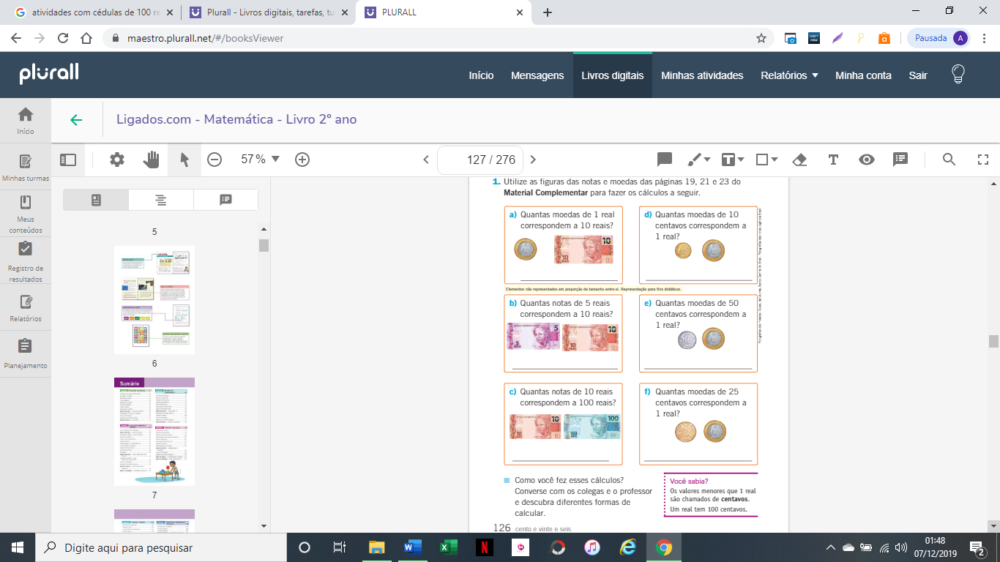 atividades com cédulas de 100 re
Plurall - Livros digitais, tarefas, tu
PLURALL
maestro.plurall.net/#/booksViewer
Pausada
A
plurall
Início
Mensagens
Livros digitais
Minhas atividades
Relatórios
Minha conta
Sair
Início
Minhas turmas
Meus
conteúdos
Registro de
resultados
Relatórios
Planejamento
Ligados.com - Matemática - Livro 2º ano
57%
127 / 276
5
6
Sumário
7
1. Utilize as figuras das notas e moedas das páginas 19, 21 e 23 do
Material Complementar para fazer os cálculos a seguir.
a) Quantas moedas de 1 real
correspondem a 10 reais?
d) Quantas moedas de 10
centavos correspondem a
1 real?
Elementos não representados em proporção de tamanho entre si. Representação para fins didáticos.
b) Quantas notas de 5 reais
correspondem a 10 reais?
e) Quantas moedas de 50
centavos correspondem a
1 real?
c) Quantas notas de 10 reais
correspondem a 100 reais?
f) Quantas moedas de 25
centavos correspondem a
1 real?
Como você fez esses cálculos?
Converse com os colegas e o professor
e descubra diferentes formas de
calcular.
Você sabia?
Os valores menores que 1 real
são chamados de centavos.
Um real tem 100 centavos.
126 cento e vinte e seis
Digite aqui para pesquisar
01:48
07/12/2019
2